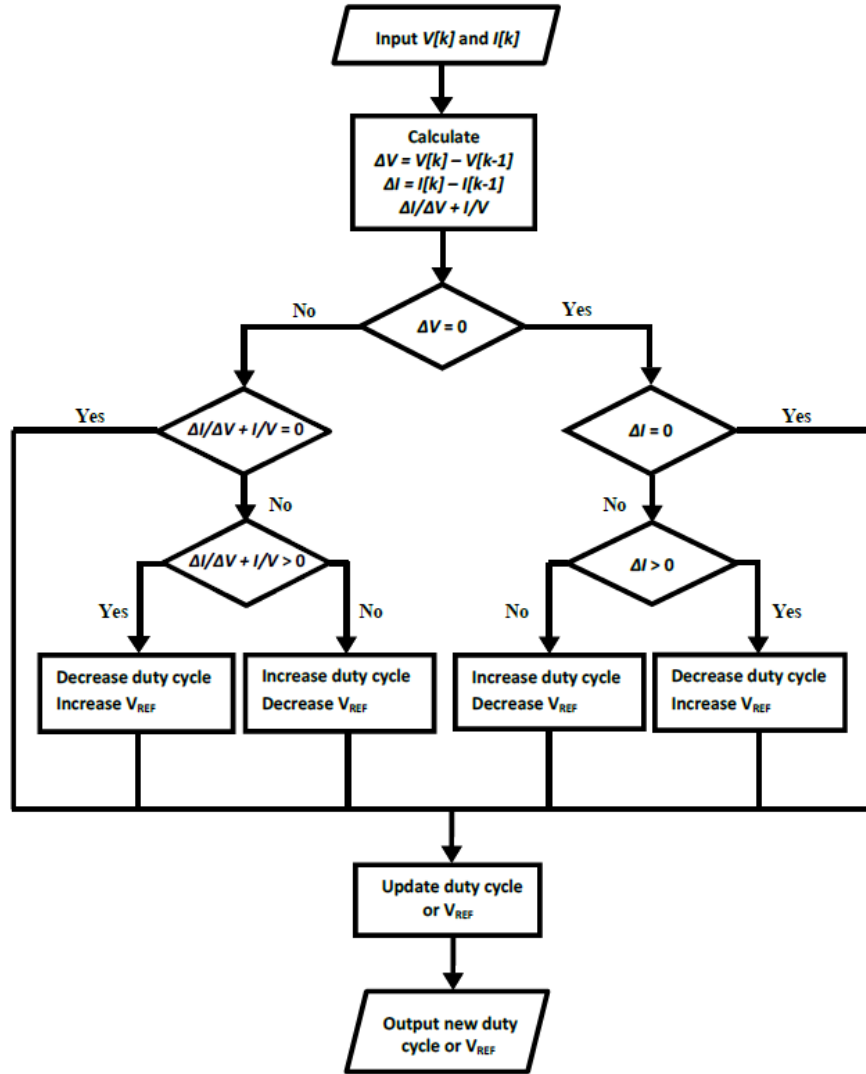 Input V[k] and I[k]
Calculate
ΔV = V[k] – V[k-1]
ΔI = I[k] – I[k-1]
ΔI/ΔV + I/V
No
Yes
ΔV = 0
Yes
ΔI/ΔV + I/V = 0
ΔI = 0
Yes
No
No
ΔI/ΔV + I/V > 0
ΔI > 0
Yes
No
No
Yes
Decrease duty cycle
Increase VREF
Increase duty cycle
Decrease VREF
Increase duty cycle
Decrease VREF
Decrease duty cycle
Increase VREF
Update duty cycle
or VREF
Output new duty
cycle or VREF